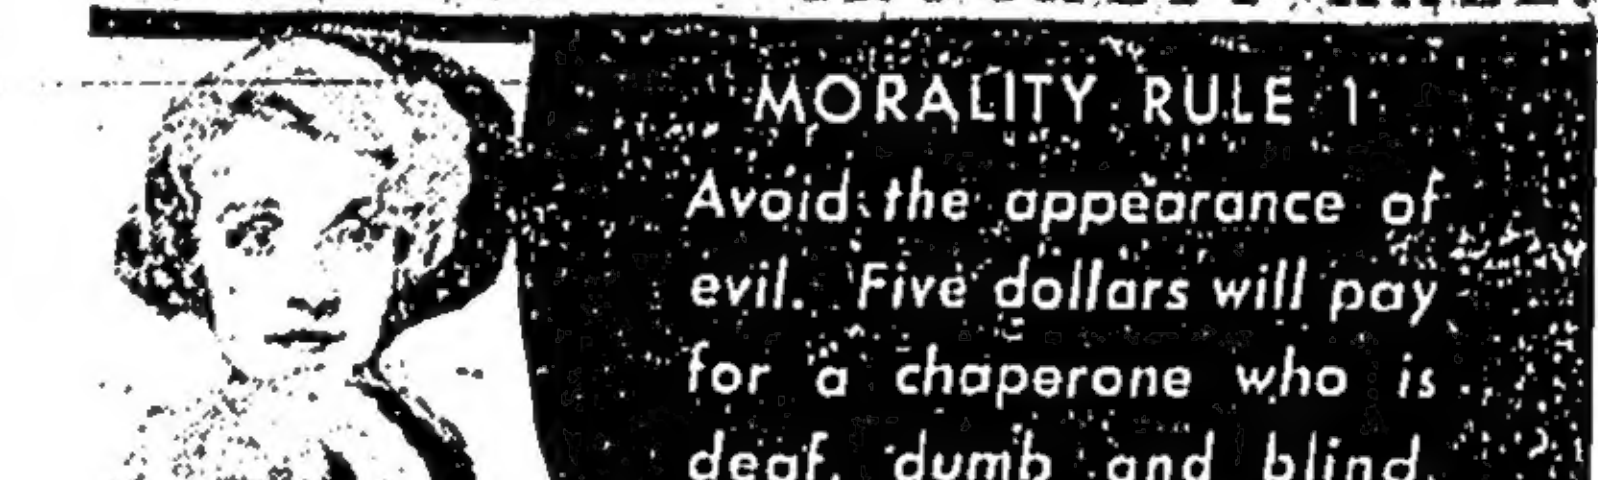 MORALITY RULE 1
Avoid the appearance of
evil. Five dollars will pay
for a chaperone who is
deaf, dumb and blind.